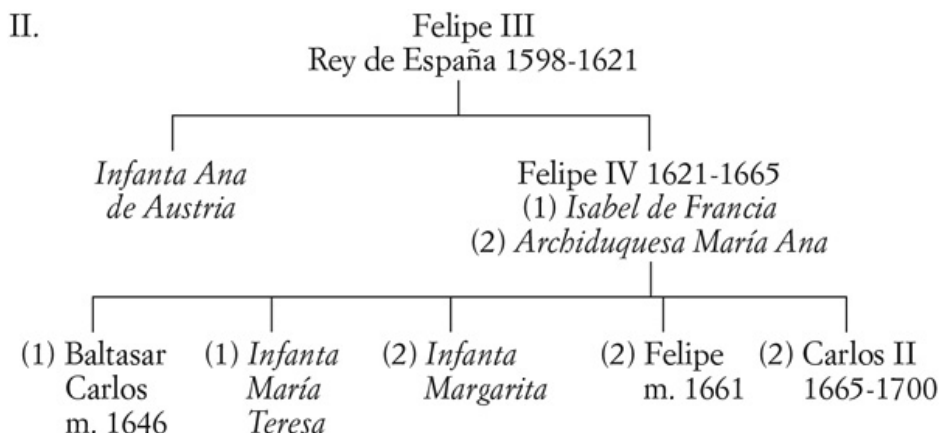 II.
Felipe III
Rey de España 1598-1621
Infanta Ana
de Austria
Felipe IV 1621-1665
(1) Isabel de Francia
(2) Archiduquesa María Ana
(1) Baltasar
Carlos
m. 1646
(1) Infanta
María
Teresa
(2) Infanta
Margarita
(2) Felipe
m. 1661
(2) Carlos II
1665-1700